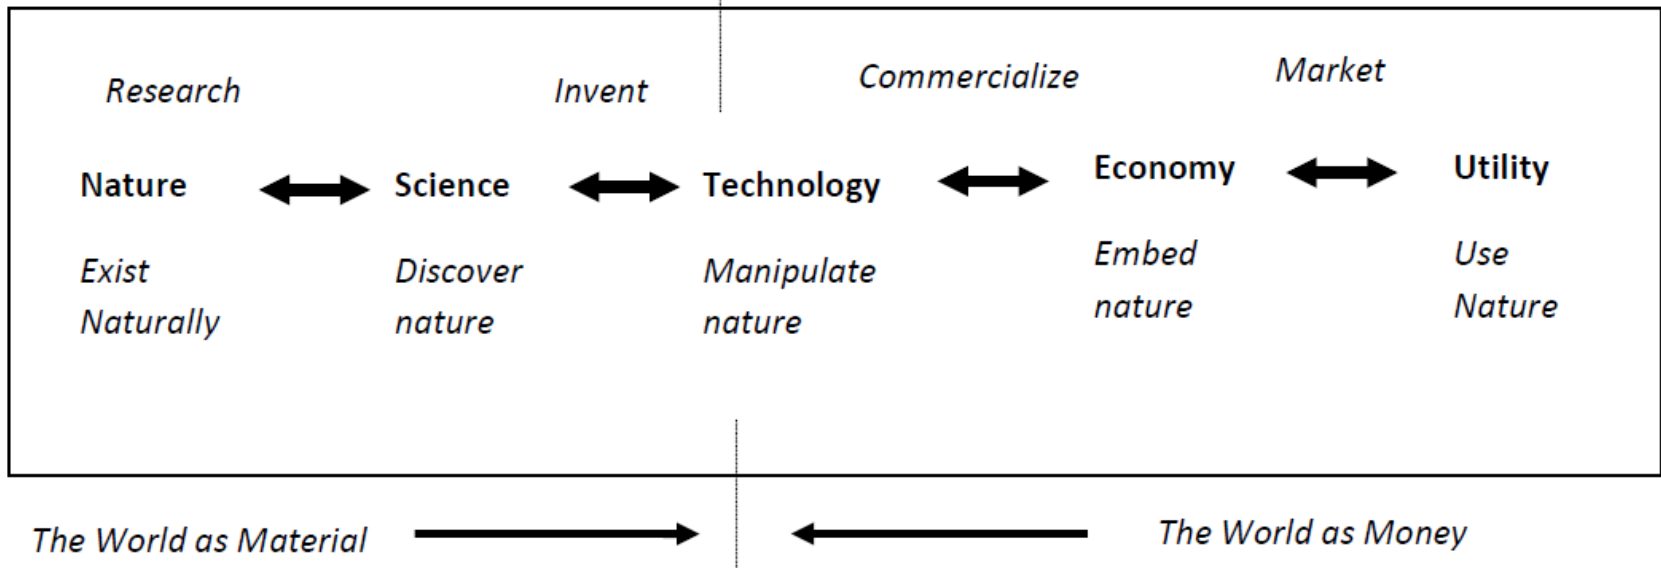 Research Invent Commercialize Market
Nature Science Technology Economy Utility
Exist Discover Manipulate Embed Use
Naturally nature nature nature Nature
The World as Material The World as Money